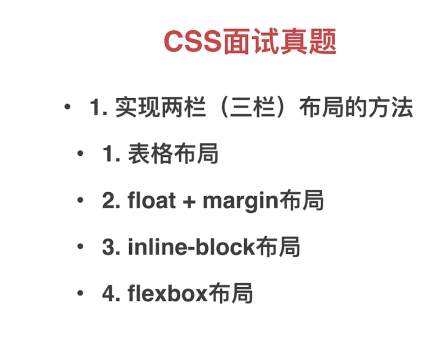 CSS面试真题
• 1. 实现两栏（三栏）布局的方法
• 1. 表格布局
• 2. float + margin布局
• 3. inline-block布局
• 4. flexbox布局